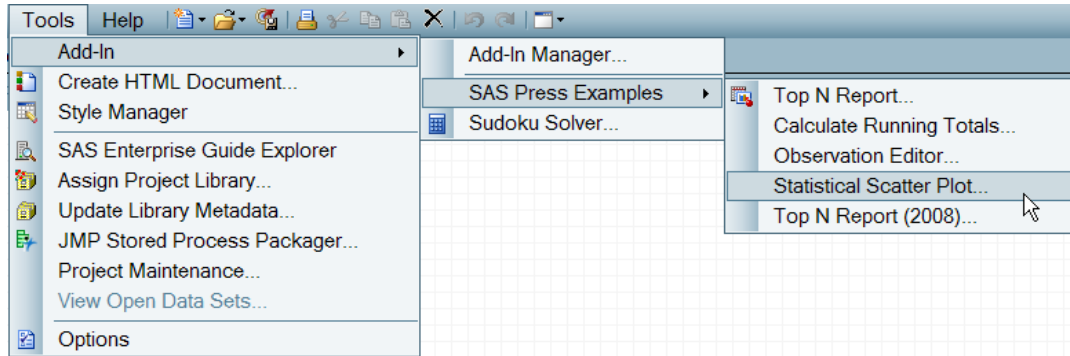 Tools Help
Add-In
Create HTML Document...
Style Manager
SAS Enterprise Guide Explorer
Assign Project Library...
Update Library Metadata...
JMP Stored Process Packager...
Project Maintenance...
View Open Data Sets...
Options
Add-In Manager...
SAS Press Examples
Sudoku Solver...
Top N Report...
Calculate Running Totals...
Observation Editor...
Statistical Scatter Plot...
Top N Report (2008)...